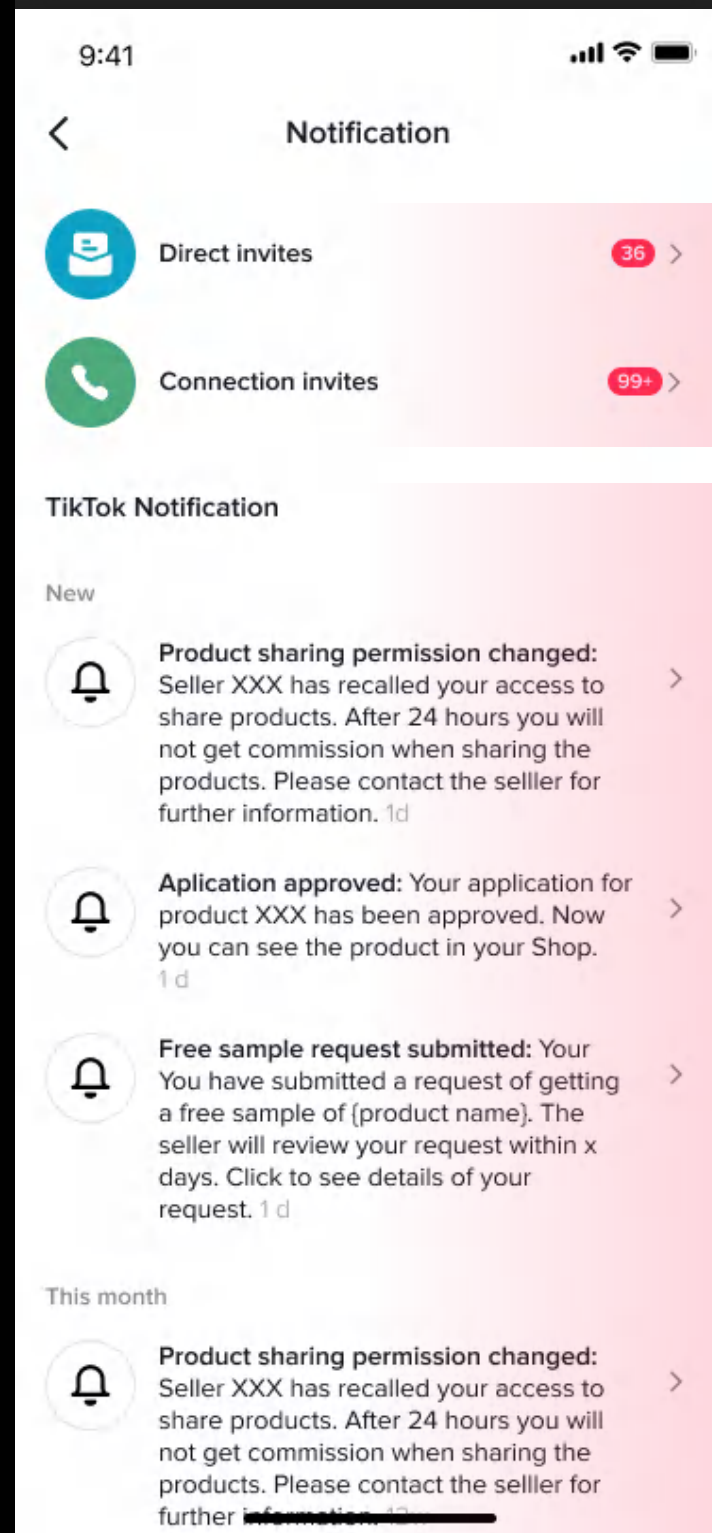 9:41
Notification
Direct invites
36
Connection invites
99+
TikTok Notification
New
Product sharing permission changed:
Seller XXX has recalled your access to
share products. After 24 hours you will
not get commission when sharing the
products. Please contact the selller for
further information. 1d
Aplication approved: Your application for
product XXX has been approved. Now
you can see the product in your Shop.
1 d
Free sample request submitted: Your
You have submitted a request of getting
a free sample of {product name}. The
seller will review your request within x
days. Click to see details of your
request. 1 d
This month
Product sharing permission changed:
Seller XXX has recalled your access to
share products. After 24 hours you will
not get commission when sharing the
products. Please contact the selller for
further information.